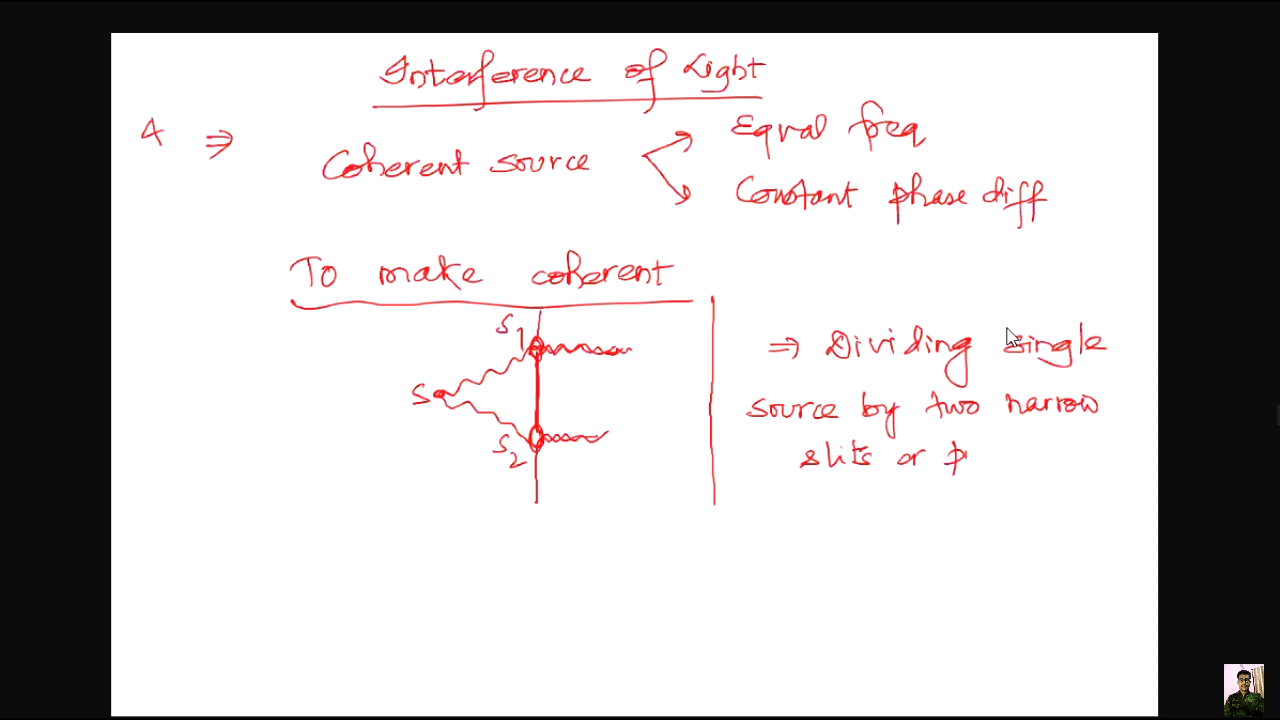 Interference of Light
4 ⇒
Coherent source
Equal freq
Constant phase diff
To make coherent
S1
S
S2
⇒ Dividing single
source by two narrow
slits or p